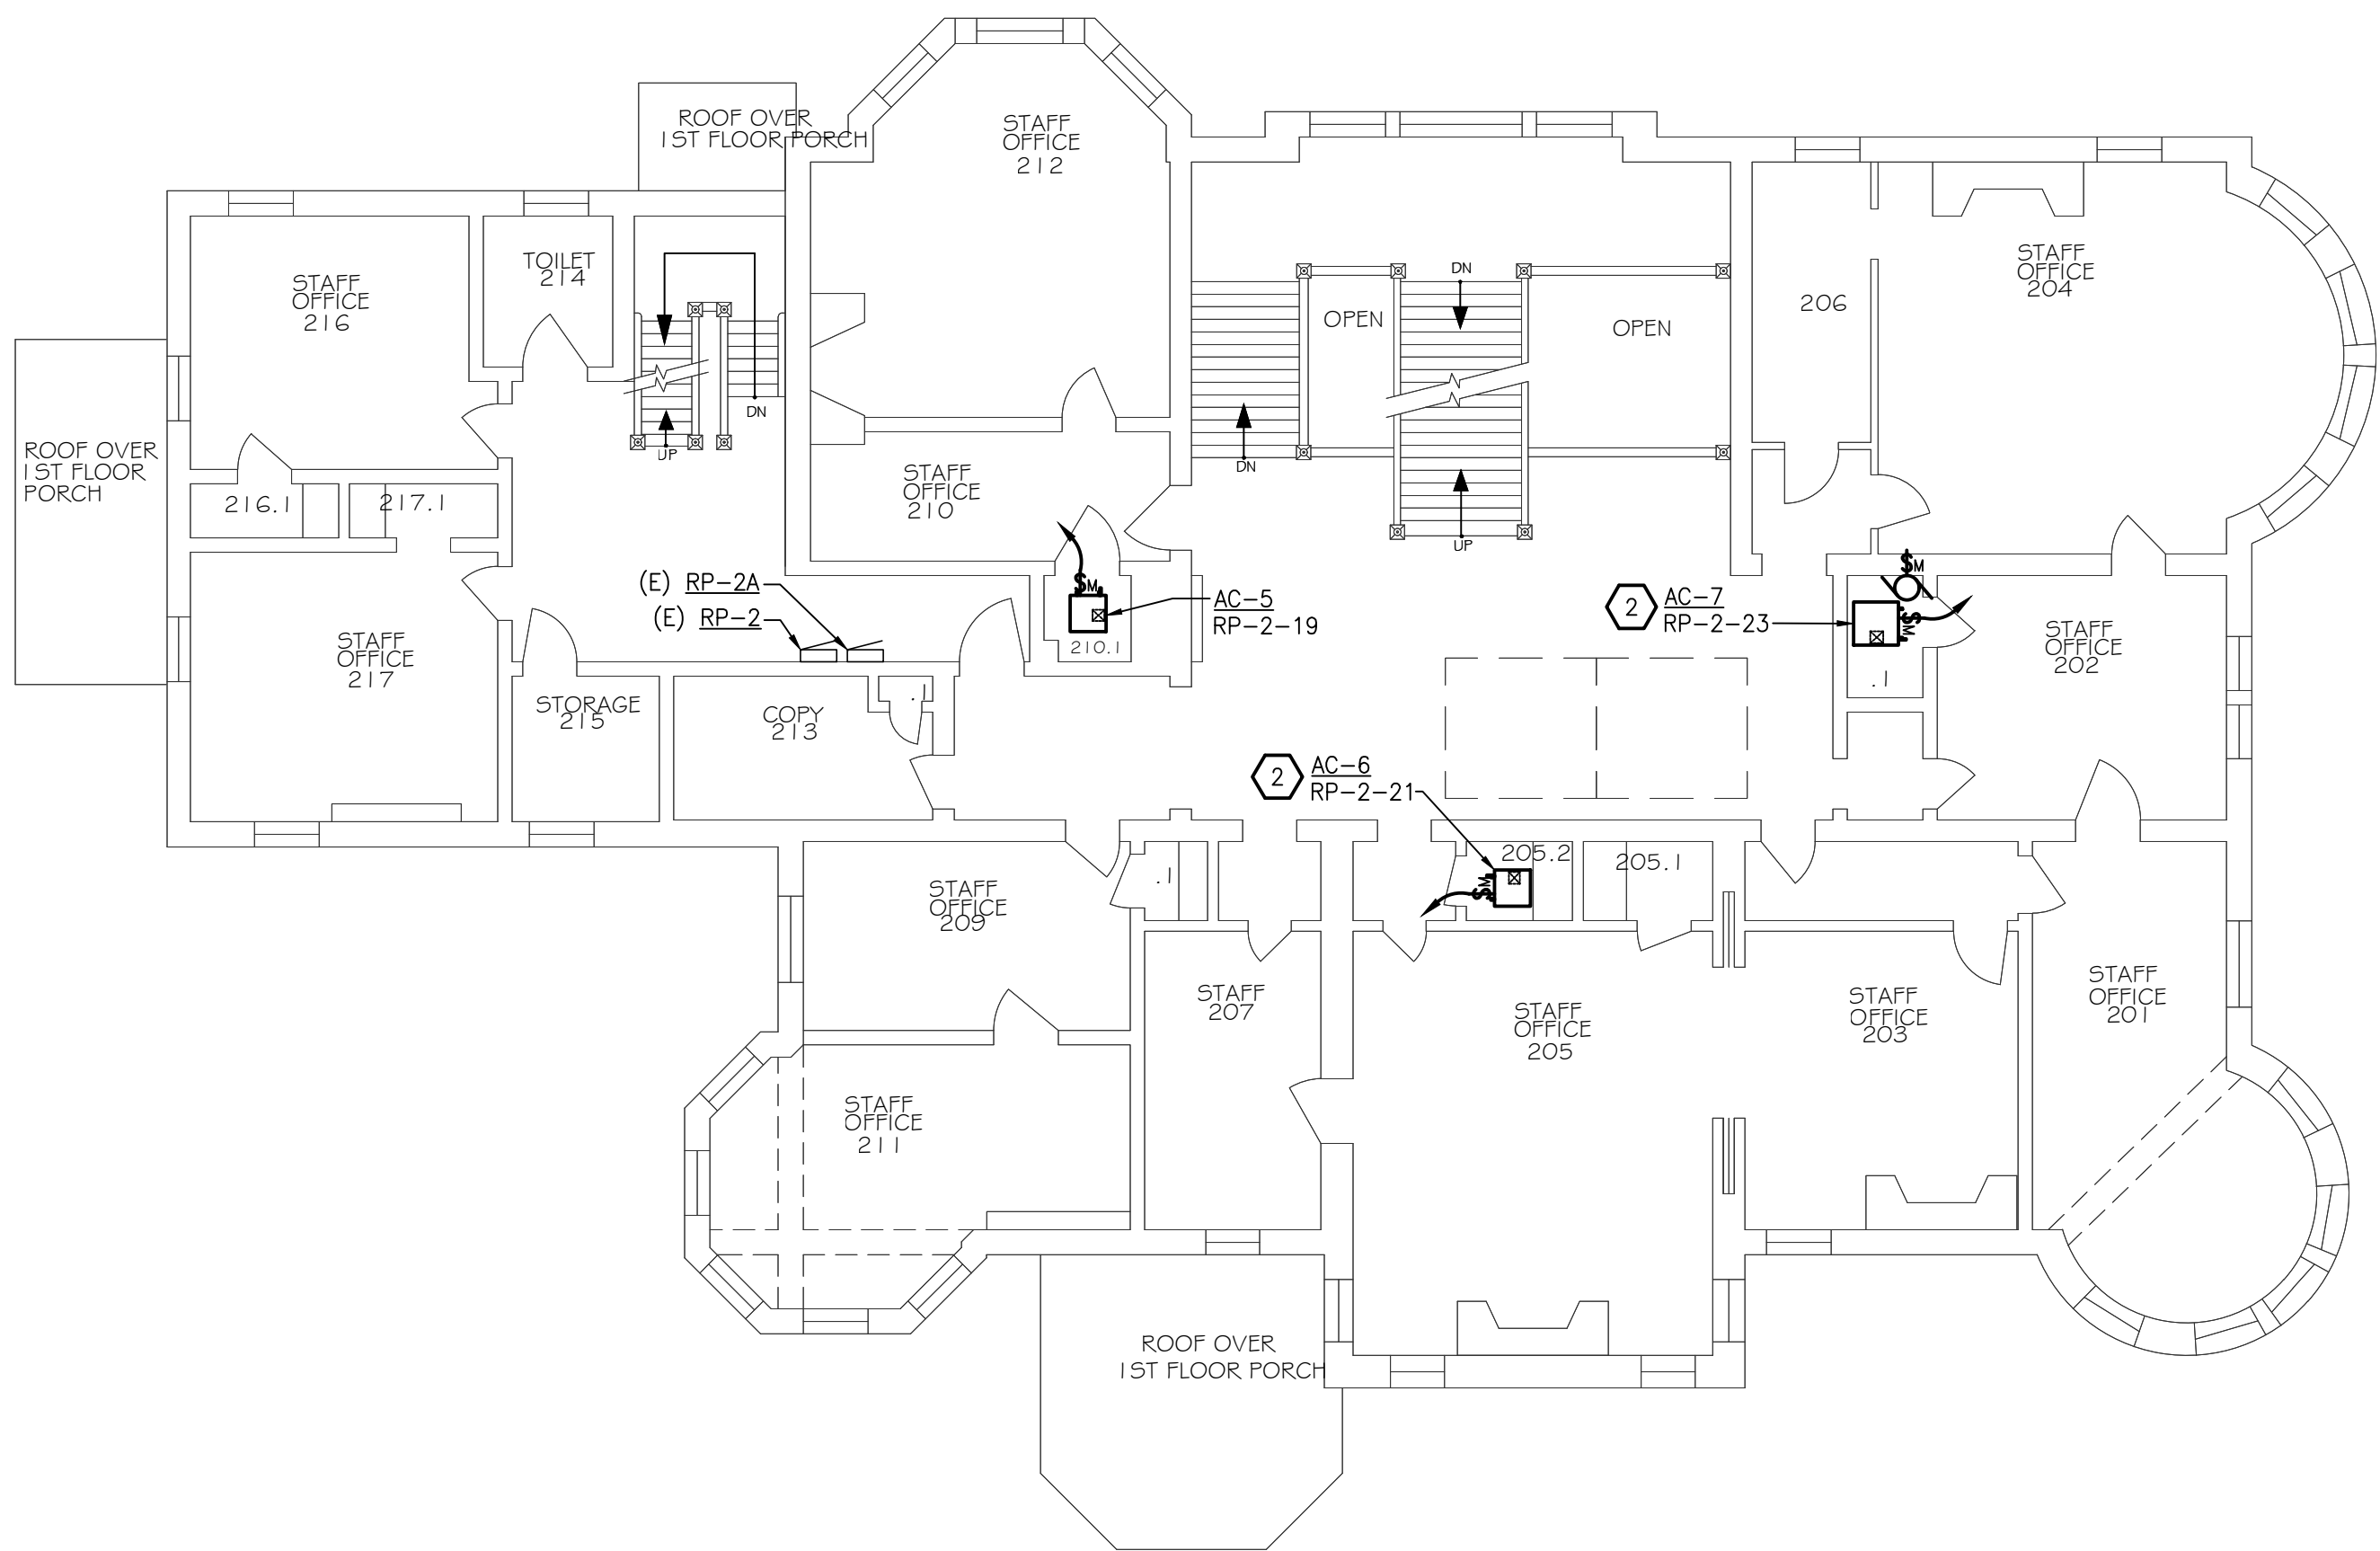 ROOF OVER
1ST FLOOR PORCH
STAFF
OFFICE
212
STAFF
OFFICE
216
TOILET
214
DN
UP
ROOF OVER
1ST FLOOR
PORCH
216.1
217.1
STAFF
OFFICE
210
OPEN
DN
OPEN
DN
UP
206
STAFF
OFFICE
204
(E) RP-2A
(E) RP-2
$M
AC-5
RP-2-19
210.1
2
AC-7
RP-2-23
$M
$M
.1
STAFF
OFFICE
202
STAFF
OFFICE
217
STORAGE
215
COPY
213
.1
2
AC-6
RP-2-21
$M
205.2
205.1
STAFF
OFFICE
209
.1
STAFF
207
STAFF
OFFICE
205
STAFF
OFFICE
203
STAFF
OFFICE
201
STAFF
OFFICE
211
ROOF OVER
1ST FLOOR PORCH